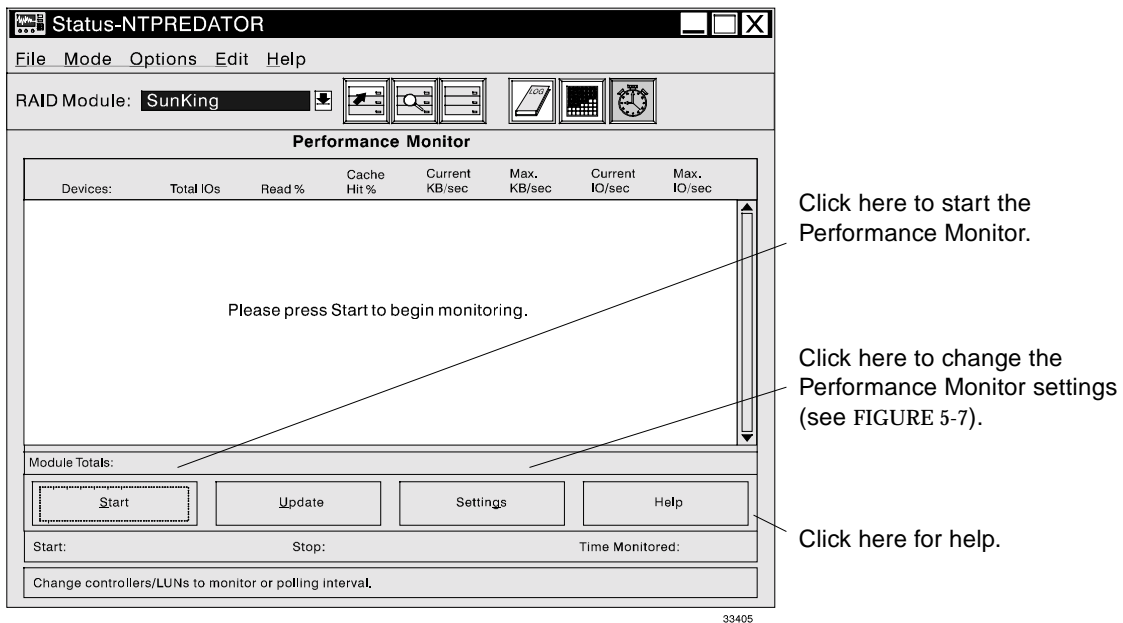 Status-NTPREDATOR
File Mode Options Edit Help
RAID Module: SunKing
LOG
Performance Monitor
Devices: Total IOs Read % Cache Hit % Current KB/sec Max. KB/sec Current IO/sec Max. IO/sec
Please press Start to begin monitoring.
Module Totals:
Start Update Settings Help
Start: Stop: Time Monitored:
Change controllers/LUNs to monitor or polling interval.
Click here to start the
Performance Monitor.
Click here to change the
Performance Monitor settings
(see FIGURE 5-7).
Click here for help.
33405